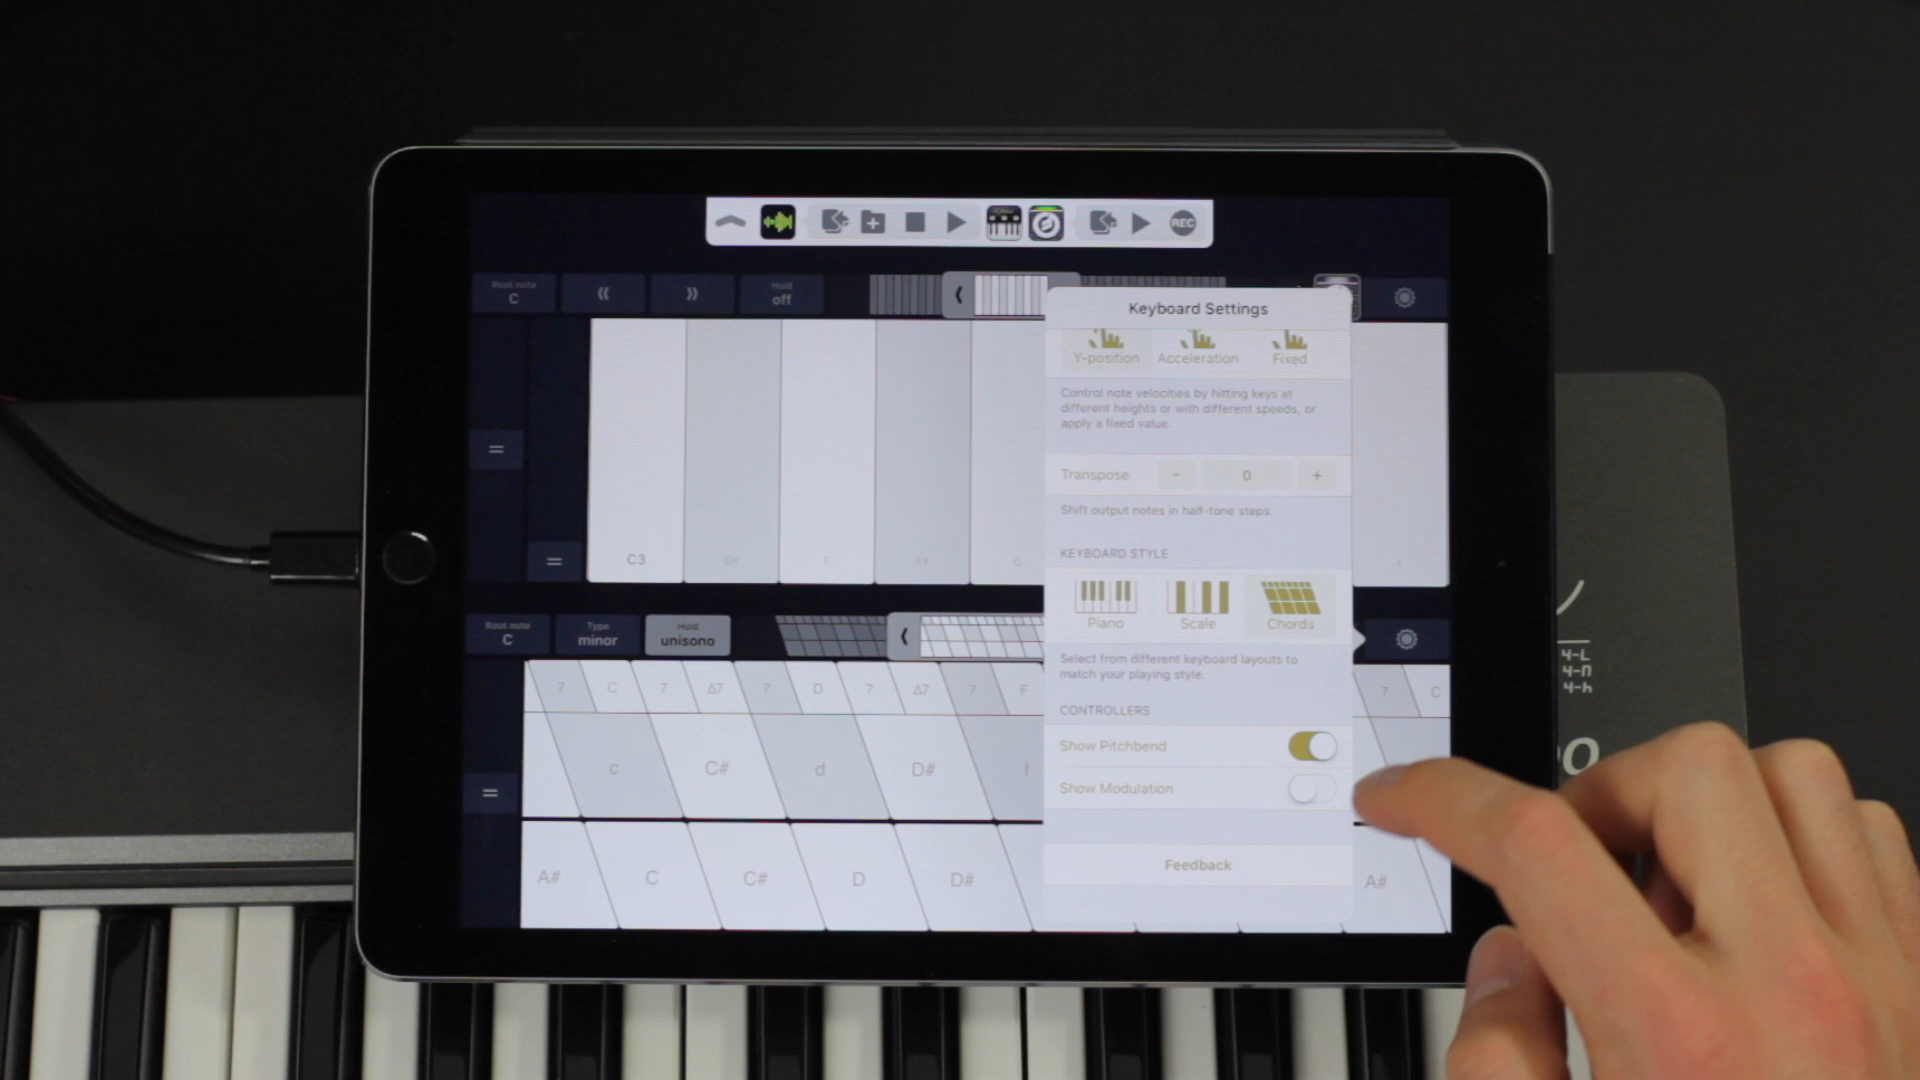 REC
Root note
C
«
»
Hold
off
Keyboard Settings
Y-position
Acceleration
Fixed
Control note velocities by hitting keys at
different heights or with different speeds, or
apply a fixed value.
Transpose
-
0
+
Shift output notes in half-tone steps.
C3
D#
F
F#
G
F
KEYBOARD STYLE
Piano
Scale
Chords
Select from different keyboard layouts to
match your playing style.
Root note
C
Type
minor
Hold
unisono
7 C 7 Δ7 7 D 7 Δ7 7 F
7 C
c C# d D# f
A# C C# D D#
A#
CONTROLLERS
Show Pitchbend
Show Modulation
Feedback